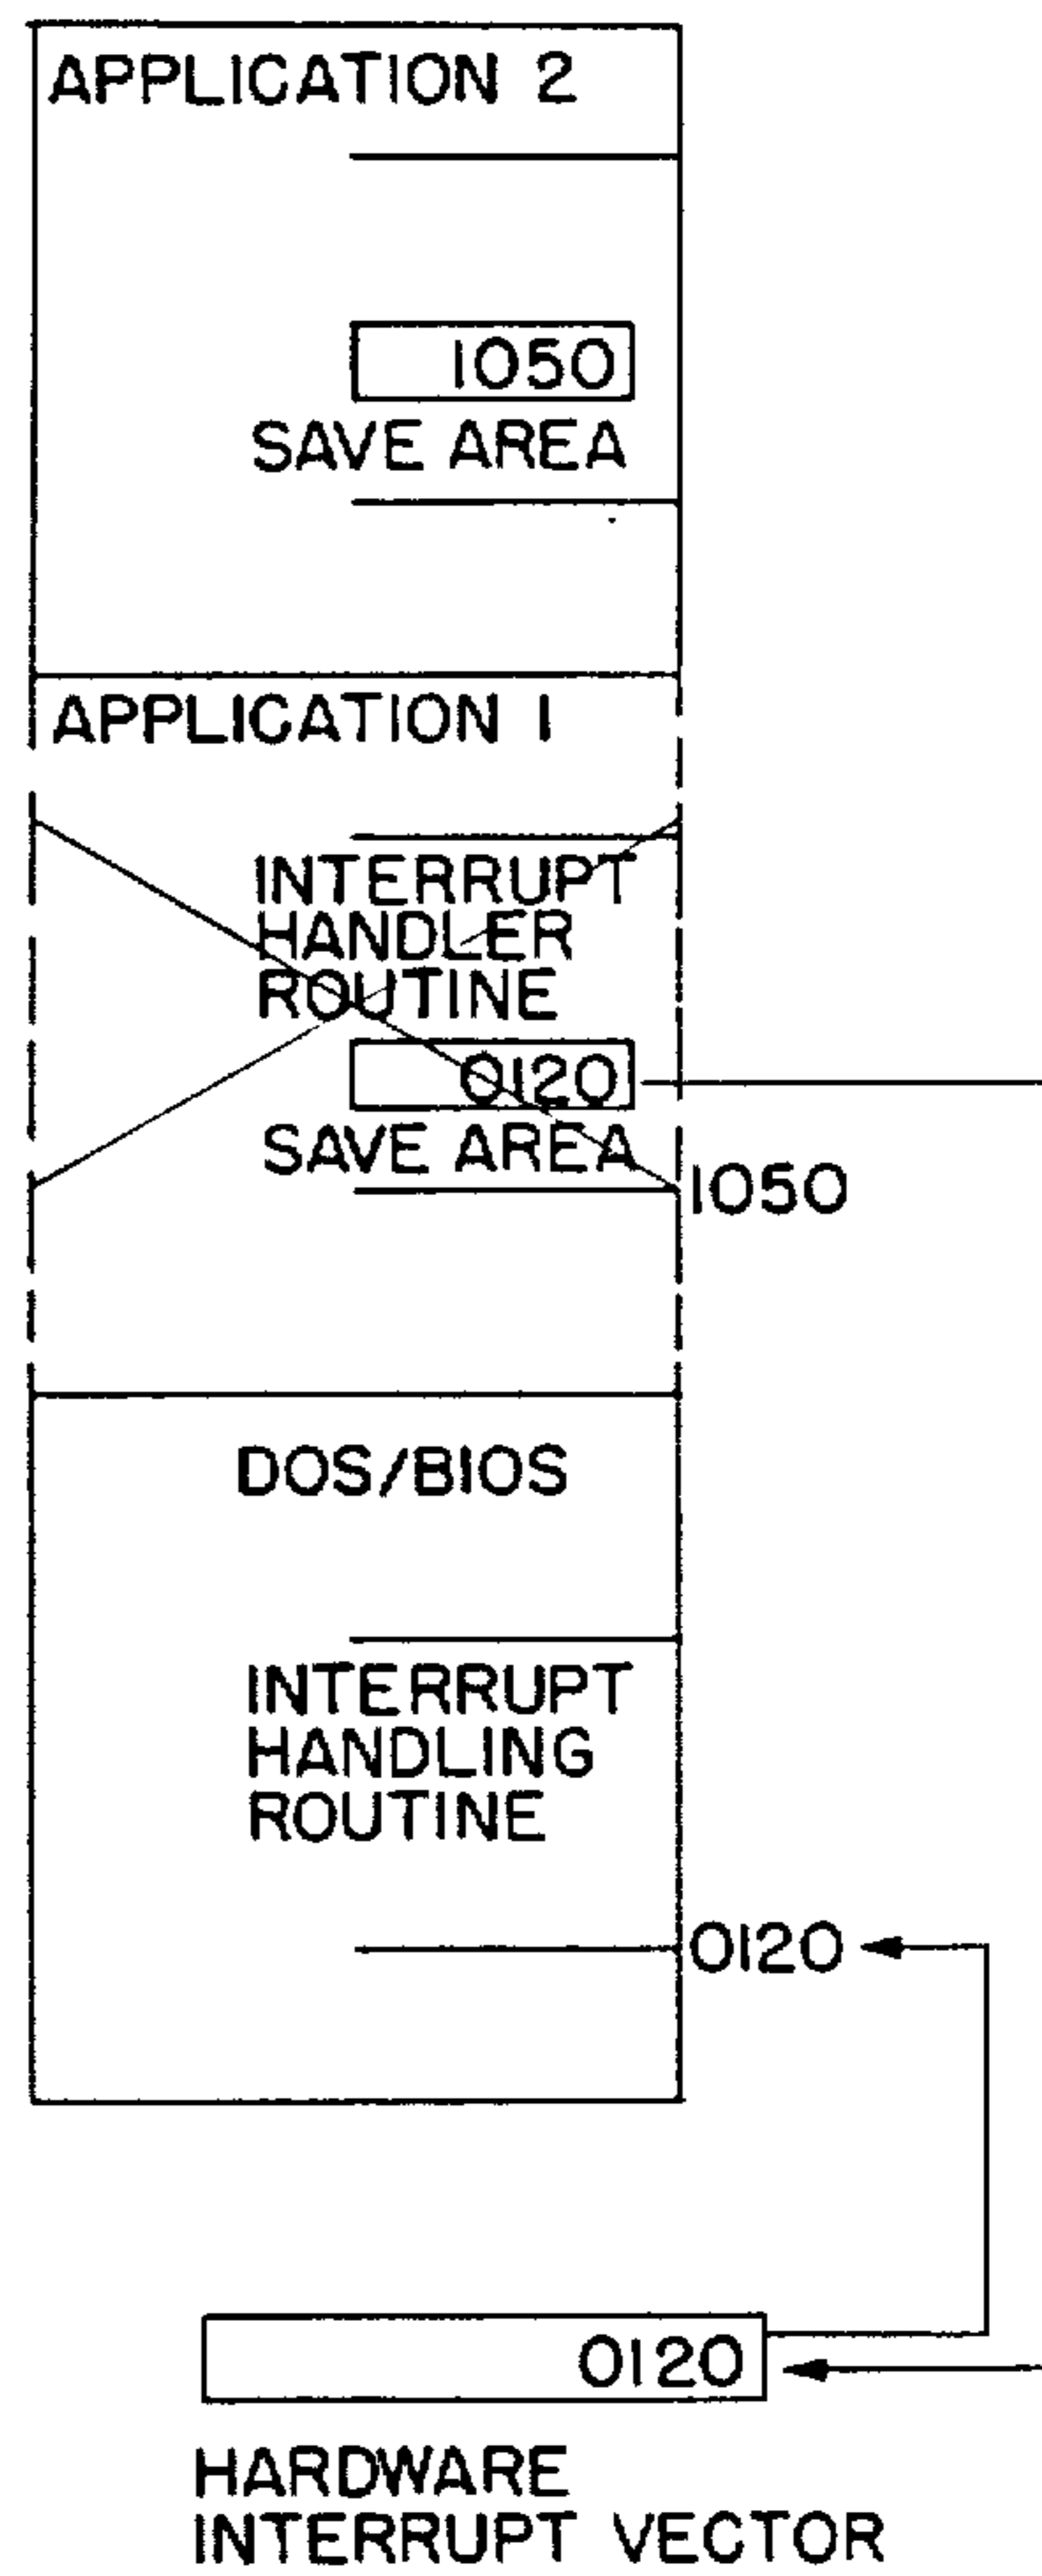 APPLICATION 2
1050
SAVE AREA
APPLICATION 1
INTERRUPT
HANDLER
ROUTINE
0120
SAVE AREA
1050
DOS/BIOS
INTERRUPT
HANDLING
ROUTINE
0120
0120
HARDWARE
INTERRUPT VECTOR